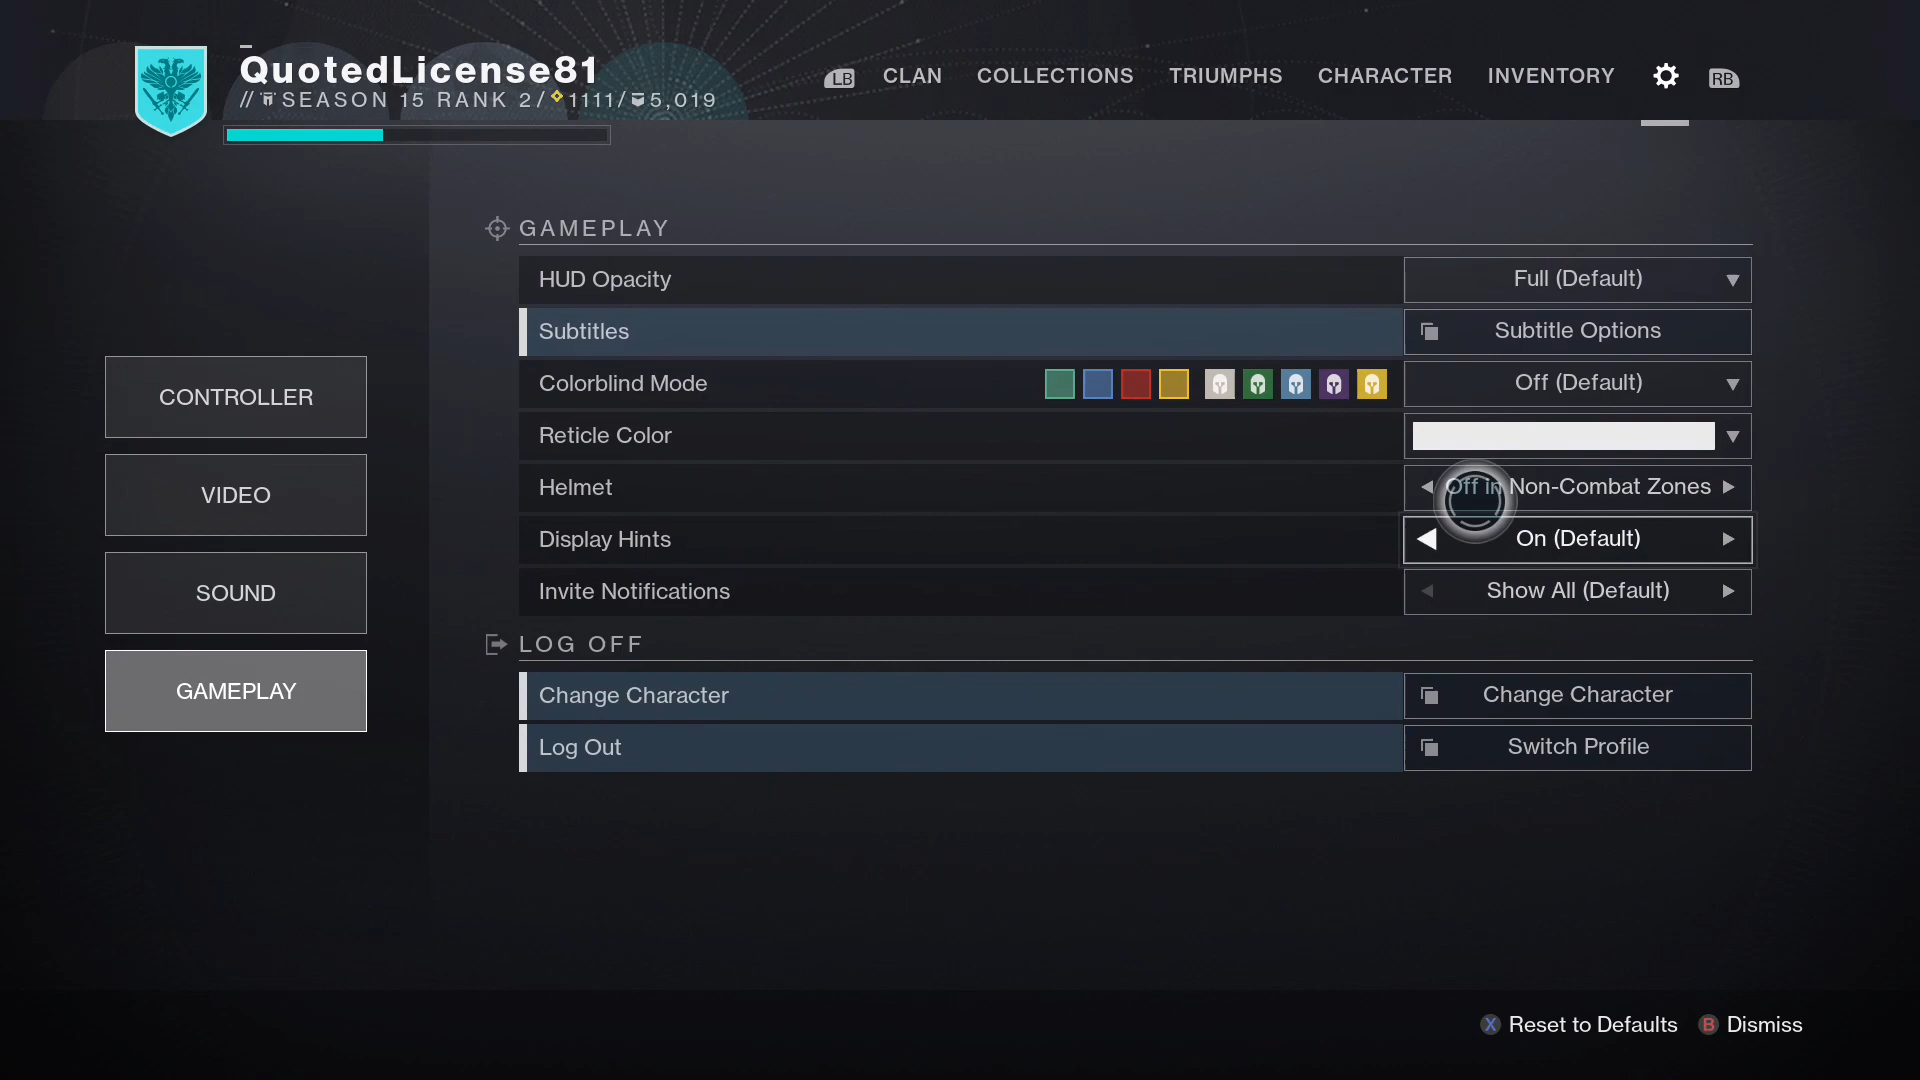 QuotedLicense81
// SEASON 15 RANK 2/1111/5,019
LB CLAN COLLECTIONS TRIUMPHS CHARACTER INVENTORY RB
GAMEPLAY
HUD Opacity Full (Default)
Subtitles Subtitle Options
Colorblind Mode Off (Default)
Reticle Color
Helmet Off in Non-Combat Zones
Display Hints On (Default)
Invite Notifications Show All (Default)
LOG OFF
Change Character Change Character
Log Out Switch Profile
CONTROLLER
VIDEO
SOUND
GAMEPLAY
X Reset to Defaults B Dismiss